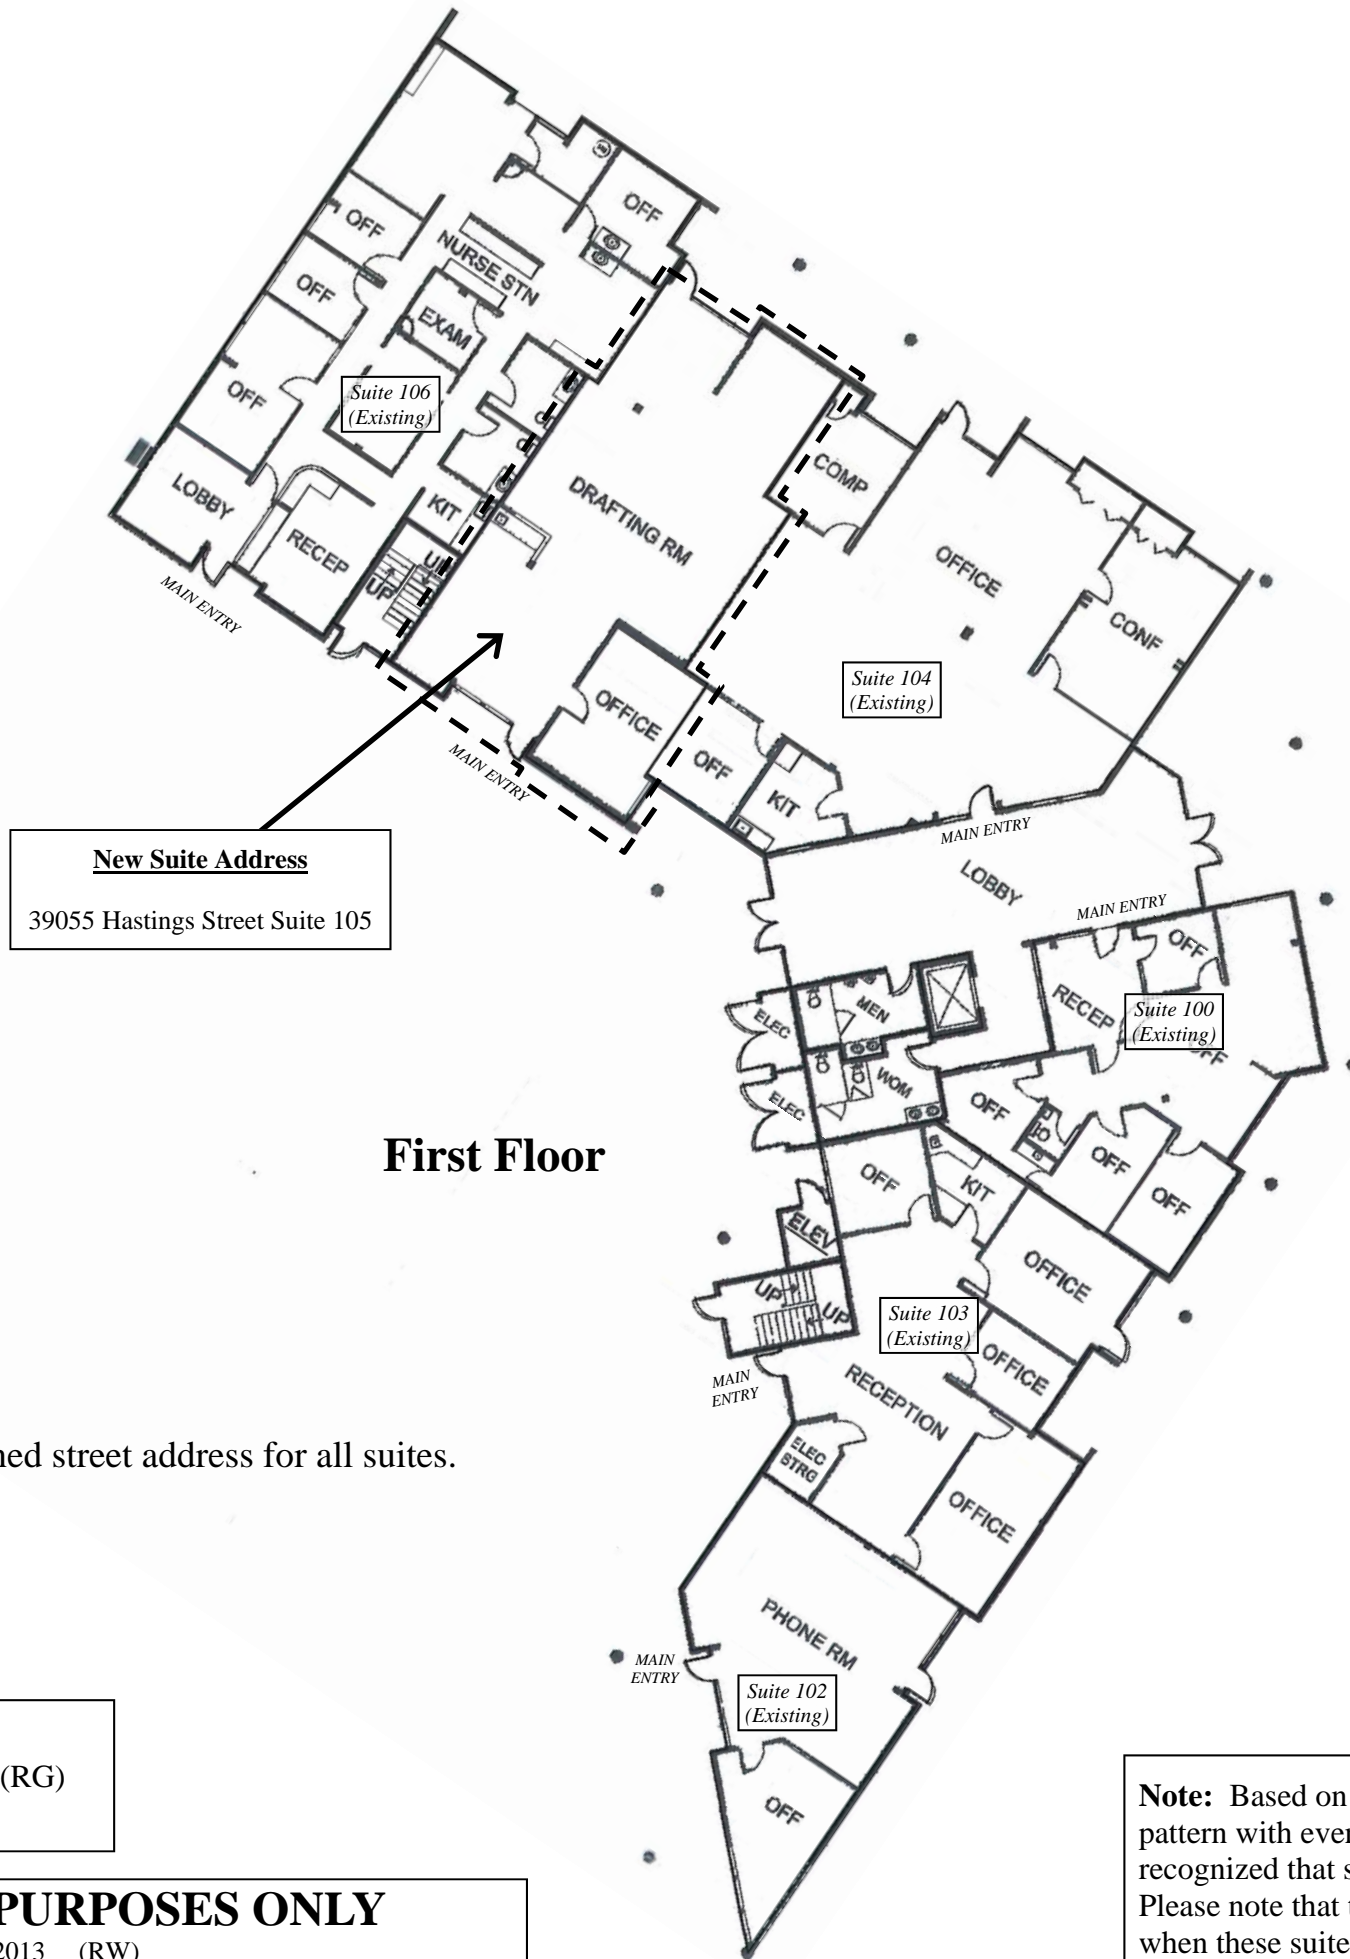 OFF
OFF
NURSE STN
OFF
EXAM
OFF
Suite 106
(Existing)
LOBBY
RECEP
KIT
UP
UP
MAIN ENTRY
DRAFTING RM
COMP
OFFICE
CONF
OFFICE
OFF
KIT
Suite 104
(Existing)
MAIN ENTRY
MAIN ENTRY
New Suite Address
39055 Hastings Street Suite 105
LOBBY
MAIN ENTRY
RECEP
OFF
Suite 100
(Existing)
OFF
MEN
ELEC
WOM
ELEC
OFF
OFF
OFF
First Floor
OFF
KIT
ELEV
UP
UP
OFFICE
Suite 103
(Existing)
OFFICE
MAIN
ENTRY
RECEPTION
ELEC
STRG
OFFICE
street address for all suites.
PHONE RM
MAIN
ENTRY
Suite 102
(Existing)
OFF
(RG)
PURPOSES ONLY
2013 (RW)
Note: Based on
pattern with
recognized that
Please note that
when these